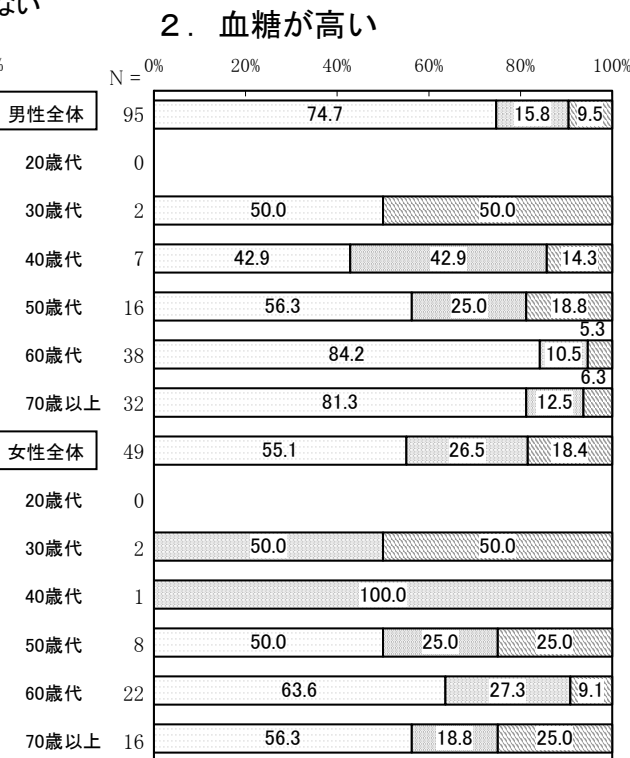 ない
２．血糖が高い
%
N = 0% 20% 40% 60% 80% 100%
男性全体 95 74.7 15.8 9.5
20歳代 0
30歳代 2 50.0 50.0
40歳代 7 42.9 42.9 14.3
50歳代 16 56.3 25.0 18.8
5.3
60歳代 38 84.2 10.5
6.3
70歳以上 32 81.3 12.5
女性全体 49 55.1 26.5 18.4
20歳代 0
30歳代 2 50.0 50.0
40歳代 1 100.0
50歳代 8 50.0 25.0 25.0
60歳代 22 63.6 27.3 9.1
70歳以上 16 56.3 18.8 25.0